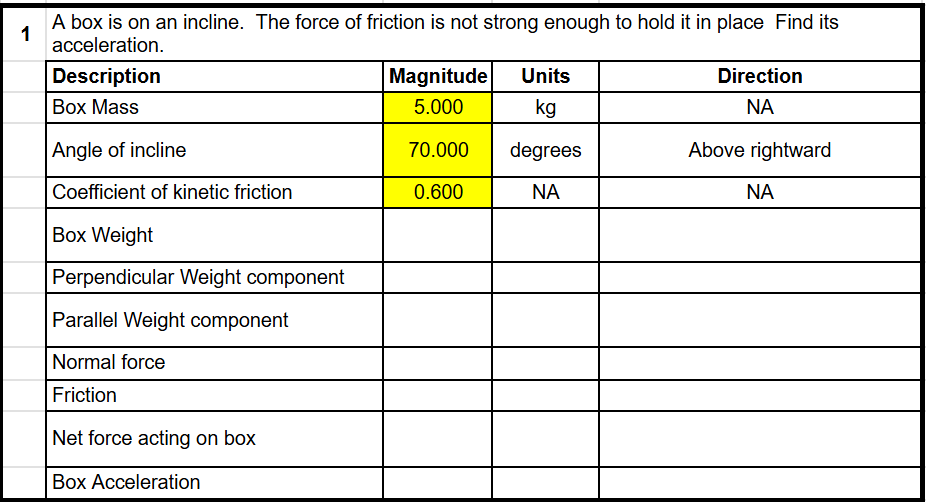 1
A box is on an incline.  The force of friction is not strong enough to hold it in place  Find its
acceleration.
Description Magnitude Units Direction
Box Mass 5.000 kg NA
Angle of incline 70.000 degrees Above rightward
Coefficient of kinetic friction 0.600 NA NA
Box Weight
Perpendicular Weight component
Parallel Weight component
Normal force
Friction
Net force acting on box
Box Acceleration